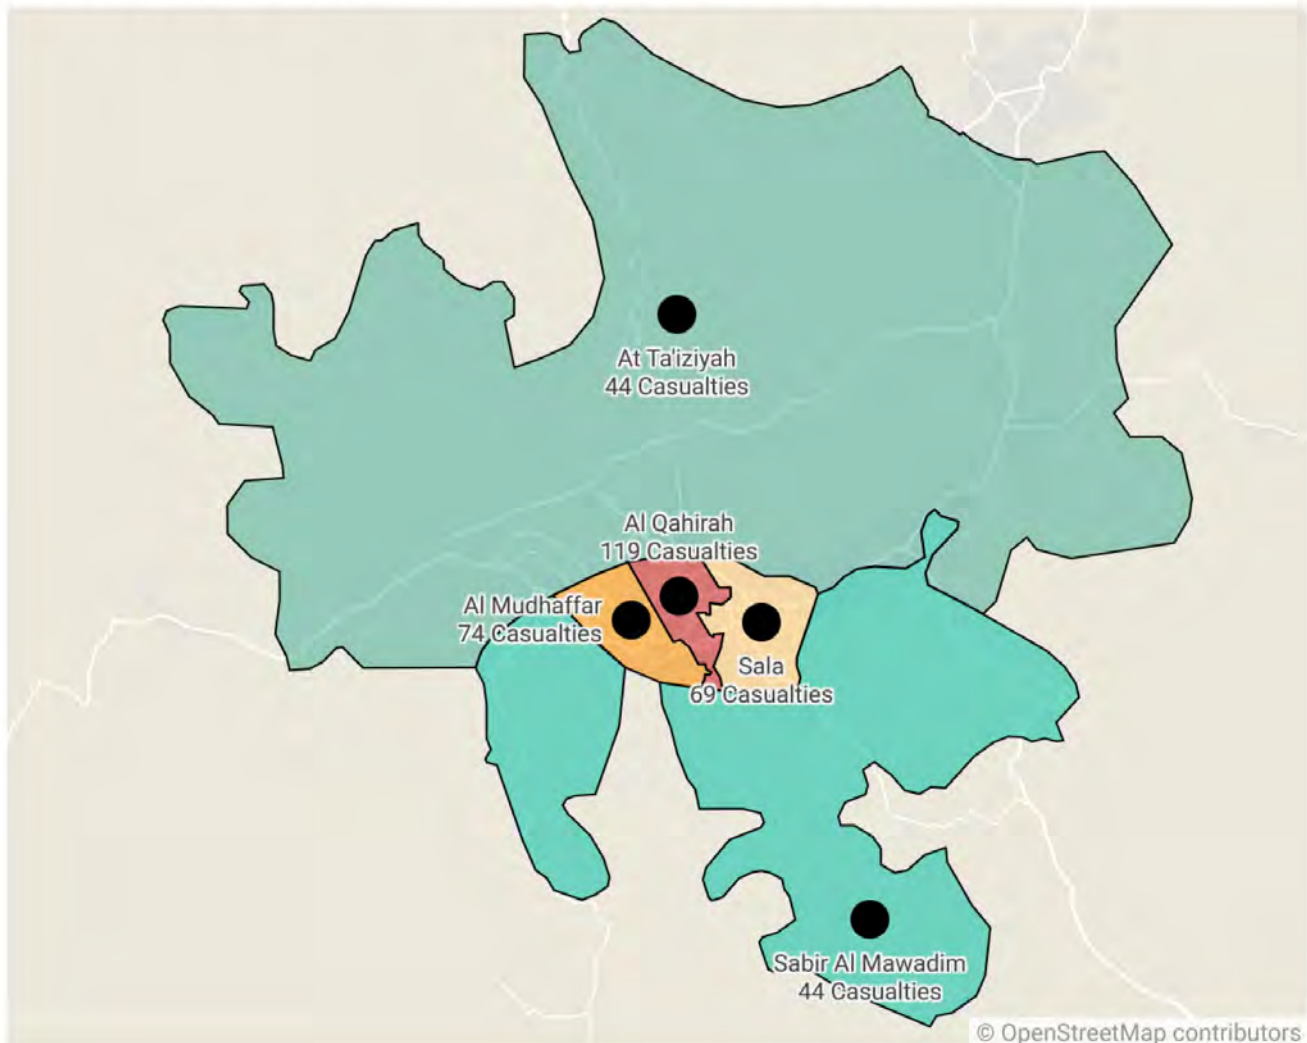 At Ta'iziyah
44 Casualties
Al Qahirah
119 Casualties
Al Mudhaffar
74 Casualties
Sala
69 Casualties
Sabir Al Mawadim
44 Casualties
© OpenStreetMap contributors